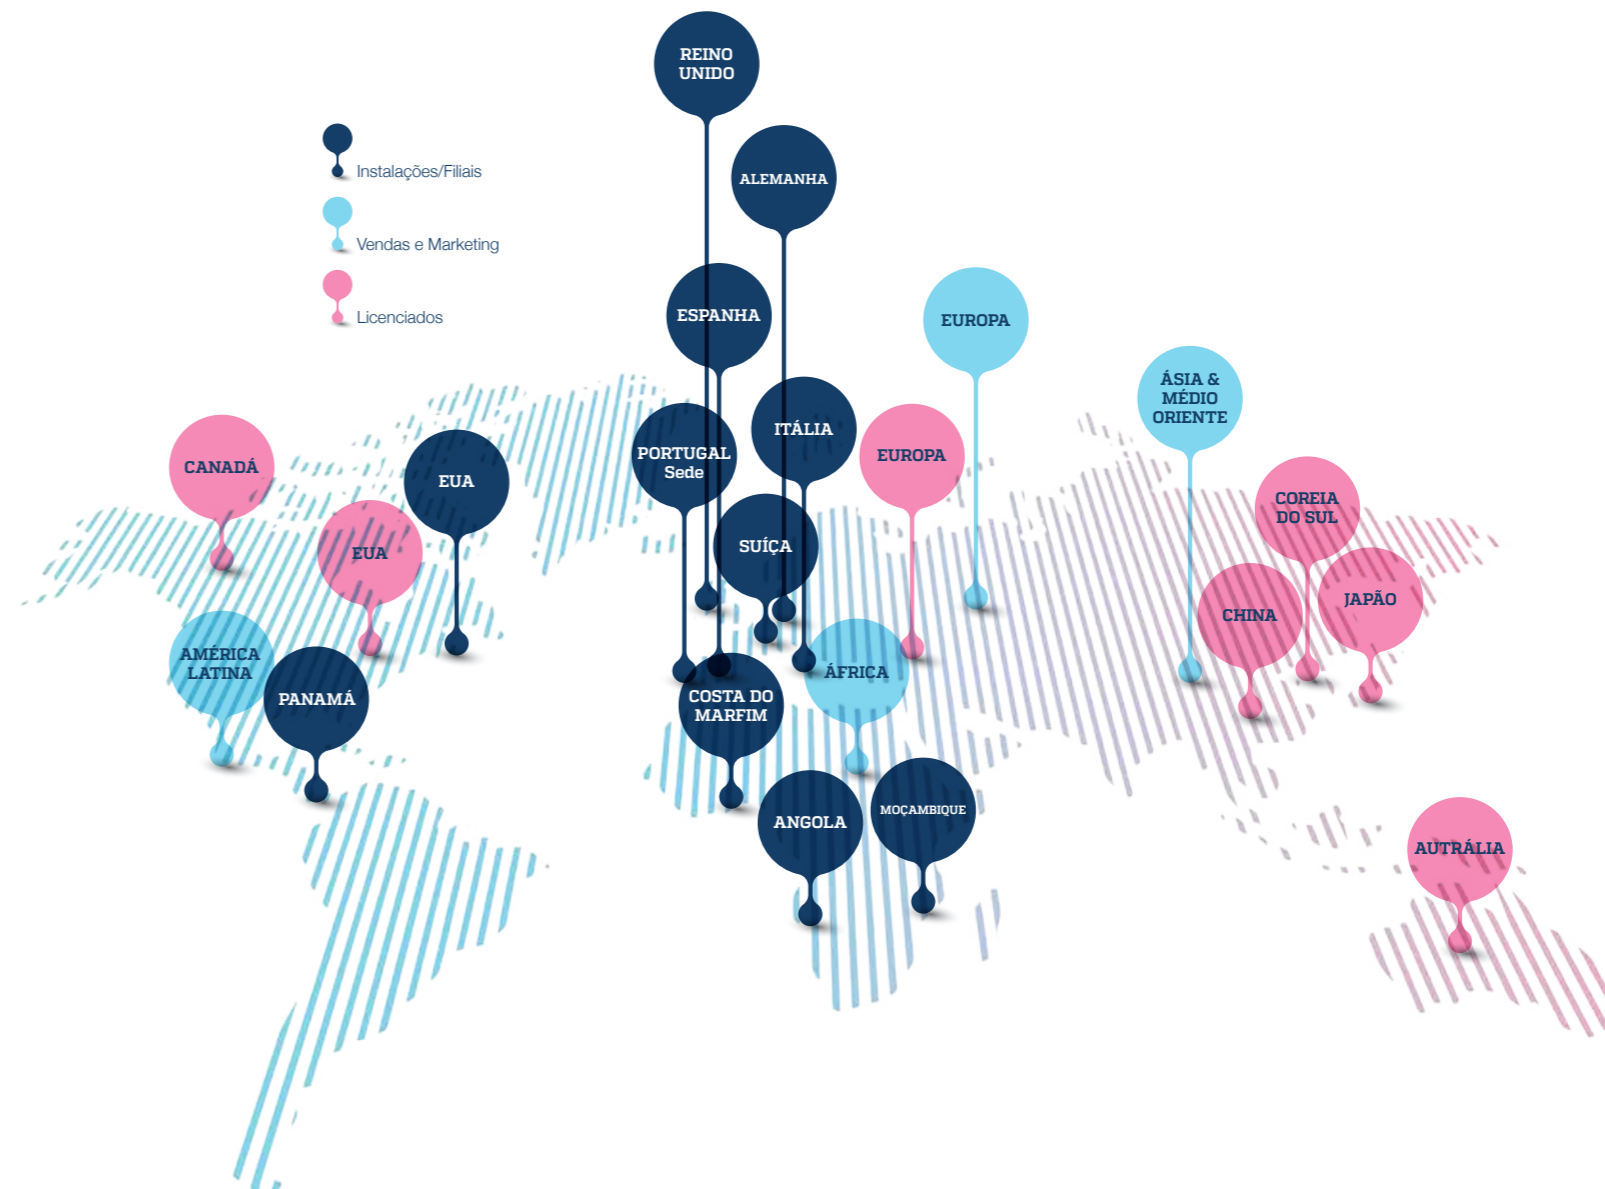 REINO
UNIDO
Instalações/Filiais
ALEMANHA
Vendas e Marketing
Licenciados
ESPANHA
EUROPA
ÁSIA &
MÉDIO
ORIENTE
ITÁLIA
PORTUGAL
Sede
EUROPA
CANADÁ
EUA
COREIA
DO SUL
EUA
SUÍÇA
JAPÃO
CHINA
AMÉRICA
LATINA
PANAMÁ
ÁFRICA
COSTA DO
MARFIM
ANGOLA
MOÇAMBIQUE
AUTRÁLIA